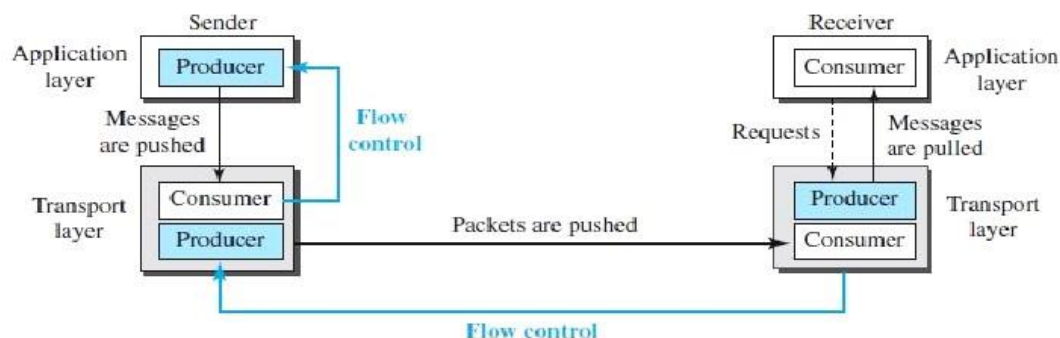 Sender
Receiver
Application
layer
Producer
Consumer
Application
layer
Messages
are pushed
Flow
control
Requests
Messages
are pulled
Transport
layer
Consumer
Producer
Packets are pushed
Producer
Consumer
Transport
layer
Flow control